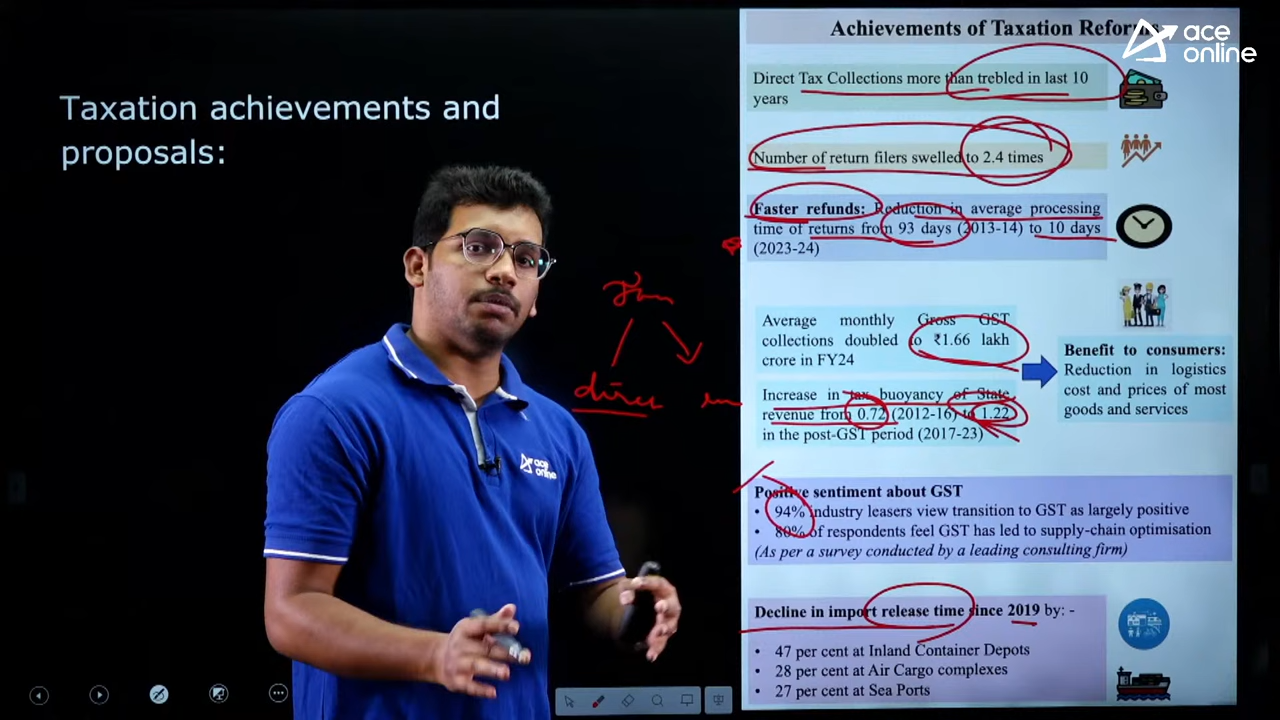 Achievements of Taxation Reforms
ace
online
Taxation achievements and
proposals:
Direct Tax Collections more than trebled in last 10
years
Number of return filers swelled to 2.4 times
Faster refunds: Reduction in average processing
time of returns from 93 days (2013-14) to 10 days
(2023-24)
Average monthly Gross GST
collections doubled to ₹1.66 lakh
crore in FY24
Increase in tax buoyancy of State
revenue from 0.72 (2012-16) to 1.22
in the post-GST period (2017-23)
Benefit to consumers:
Reduction in logistics
cost and prices of most
goods and services
direct
ace
online
Positive sentiment about GST
• 94% industry leasers view transition to GST as largely positive
• 80% of respondents feel GST has led to supply-chain optimisation
(As per a survey conducted by a leading consulting firm)
Decline in import release time since 2019 by: -
• 47 per cent at Inland Container Depots
• 28 per cent at Air Cargo complexes
• 27 per cent at Sea Ports